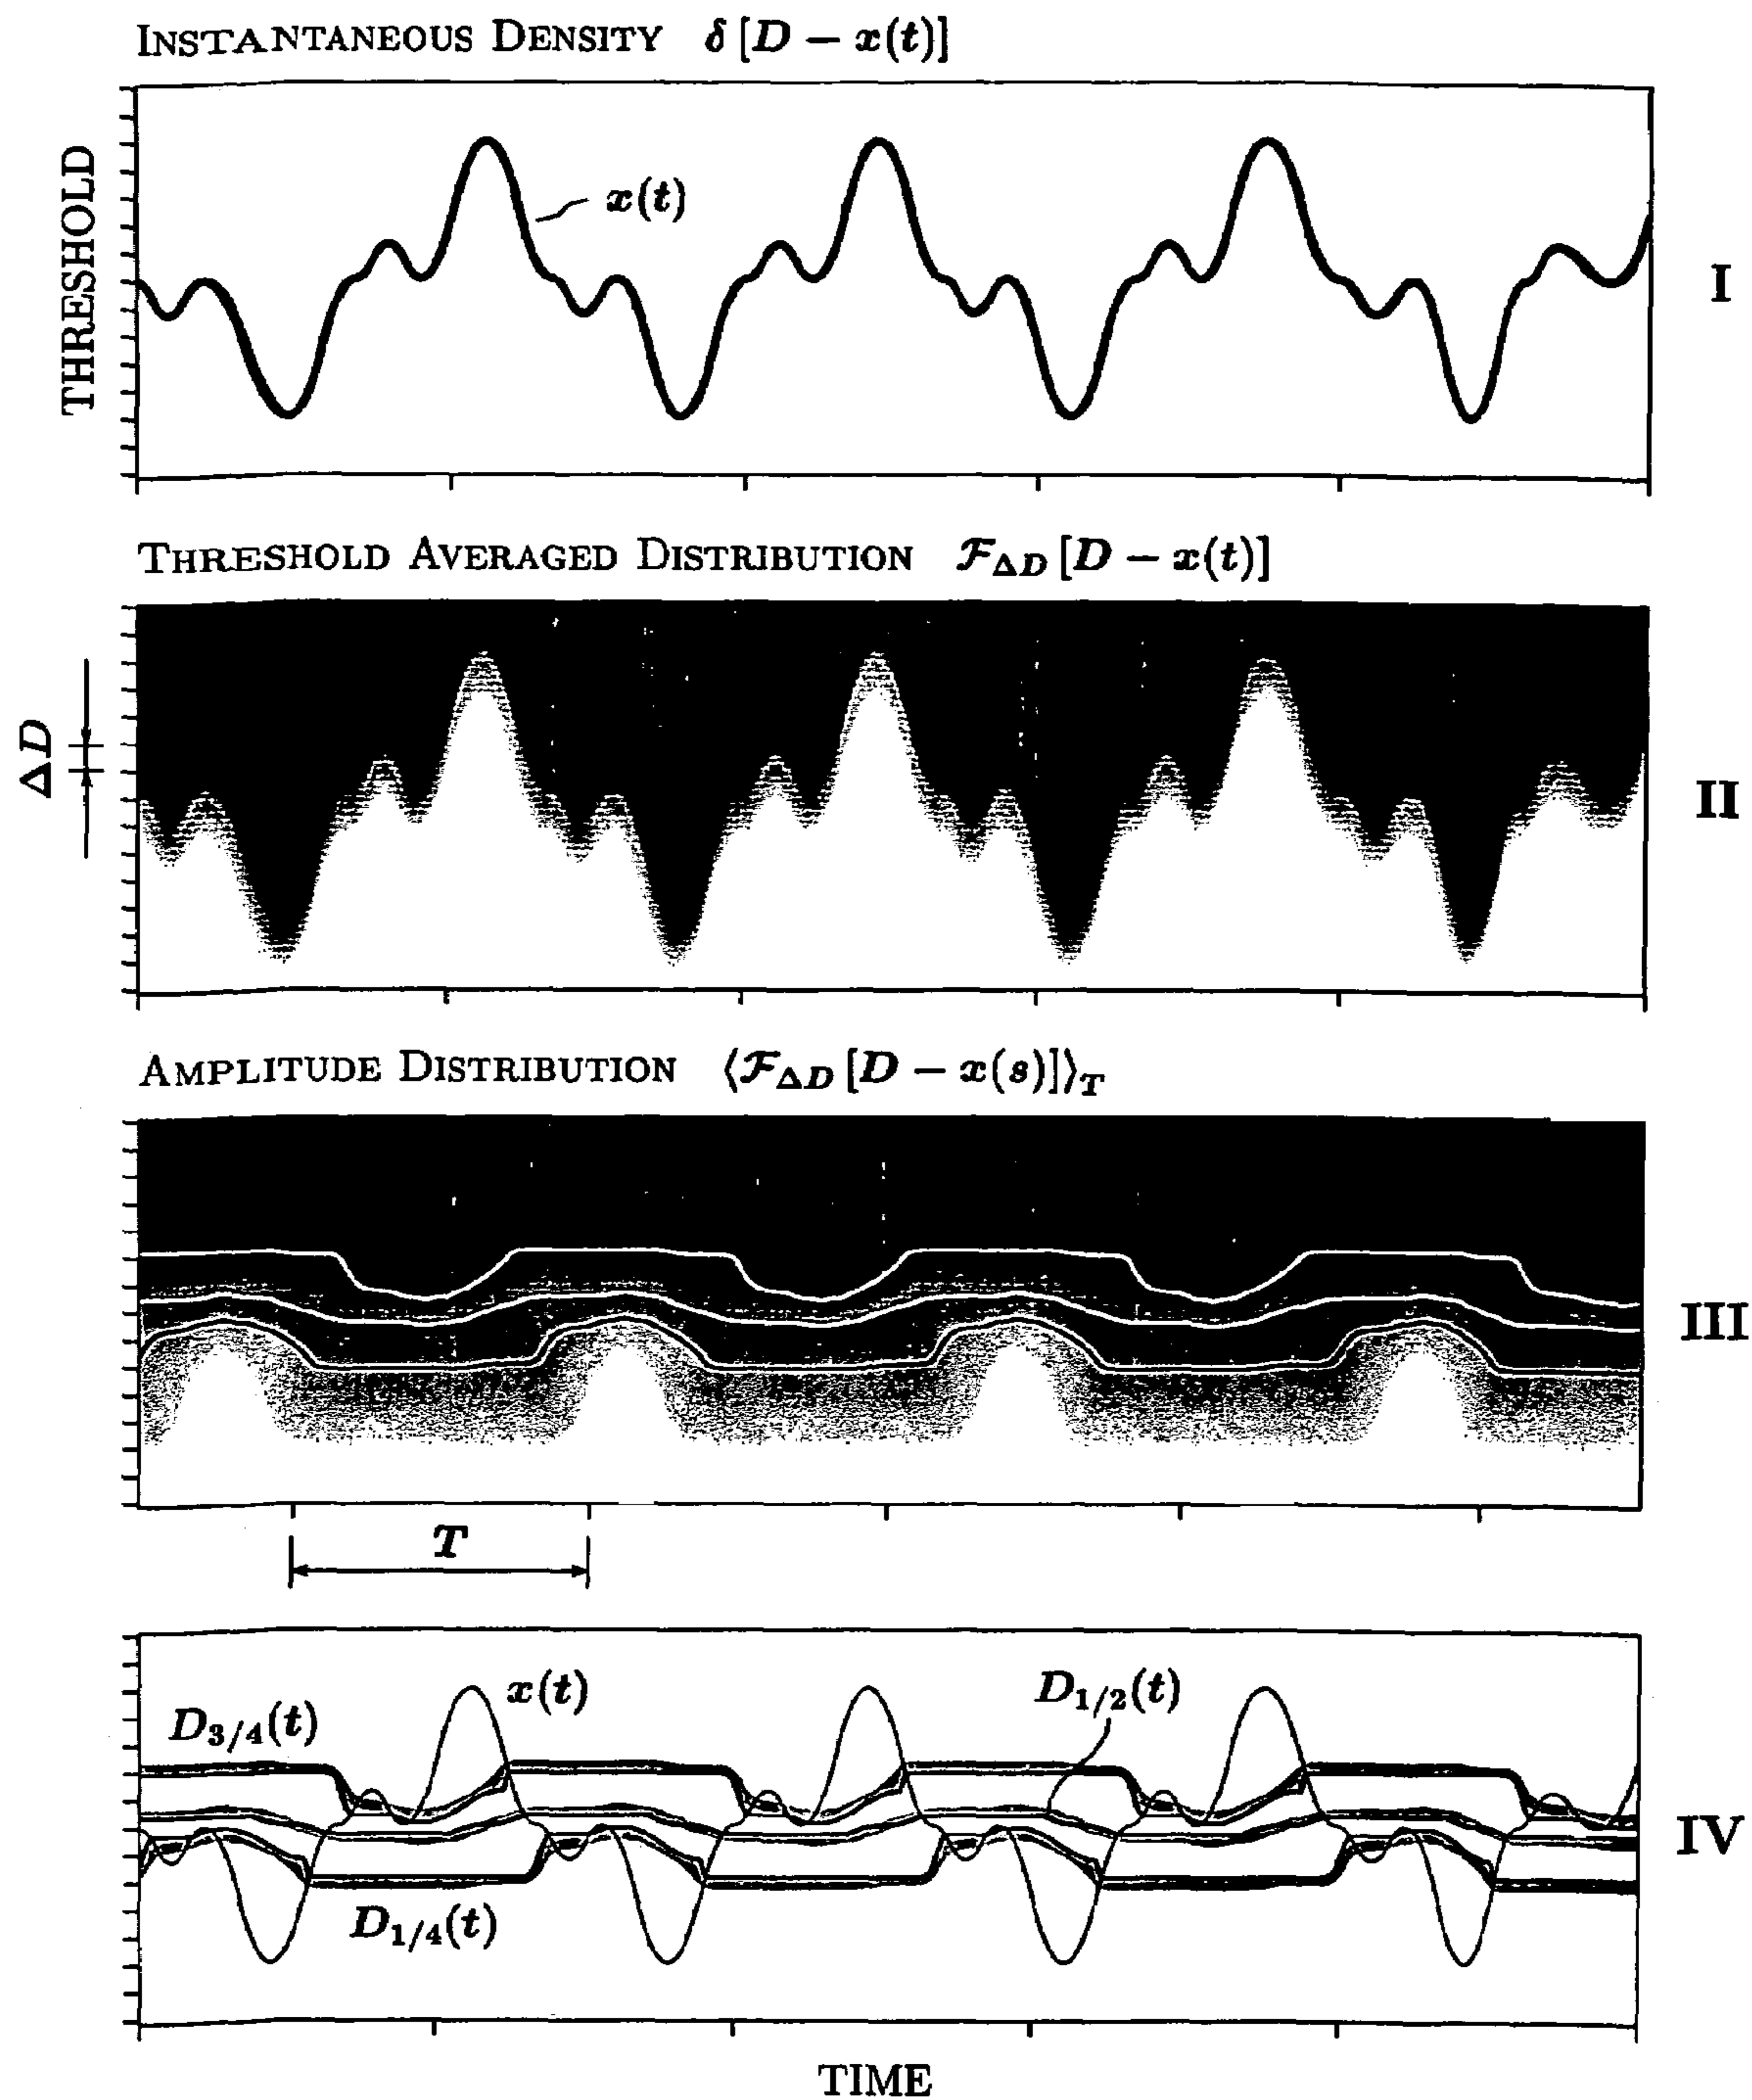 INSTANTANEOUS DENSITY δ [D − x(t)]
THRESHOLD
x(t)
I
THRESHOLD AVERAGED DISTRIBUTION ℱ_ΔD [D − x(t)]
ΔD
II
AMPLITUDE DISTRIBUTION ⟨ℱ_ΔD [D − x(s)]⟩_T
III
T
D_3/4(t)
x(t)
D_1/2(t)
IV
D_1/4(t)
TIME